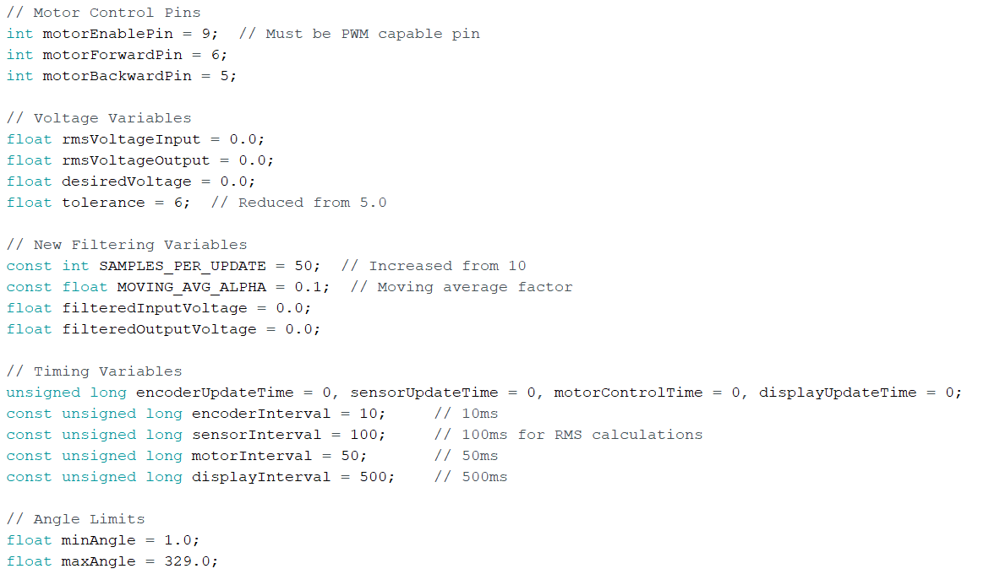 // Motor Control Pins
int motorEnablePin = 9;  // Must be PWM capable pin
int motorForwardPin = 6;
int motorBackwardPin = 5;

// Voltage Variables
float rmsVoltageInput = 0.0;
float rmsVoltageOutput = 0.0;
float desiredVoltage = 0.0;
float tolerance = 6;  // Reduced from 5.0

// New Filtering Variables
const int SAMPLES_PER_UPDATE = 50;  // Increased from 10
const float MOVING_AVG_ALPHA = 0.1;  // Moving average factor
float filteredInputVoltage = 0.0;
float filteredOutputVoltage = 0.0;

// Timing Variables
unsigned long encoderUpdateTime = 0, sensorUpdateTime = 0, motorControlTime = 0, displayUpdateTime = 0;
const unsigned long encoderInterval = 10;     // 10ms
const unsigned long sensorInterval = 100;     // 100ms for RMS calculations
const unsigned long motorInterval = 50;       // 50ms
const unsigned long displayInterval = 500;    // 500ms

// Angle Limits
float minAngle = 1.0;
float maxAngle = 329.0;